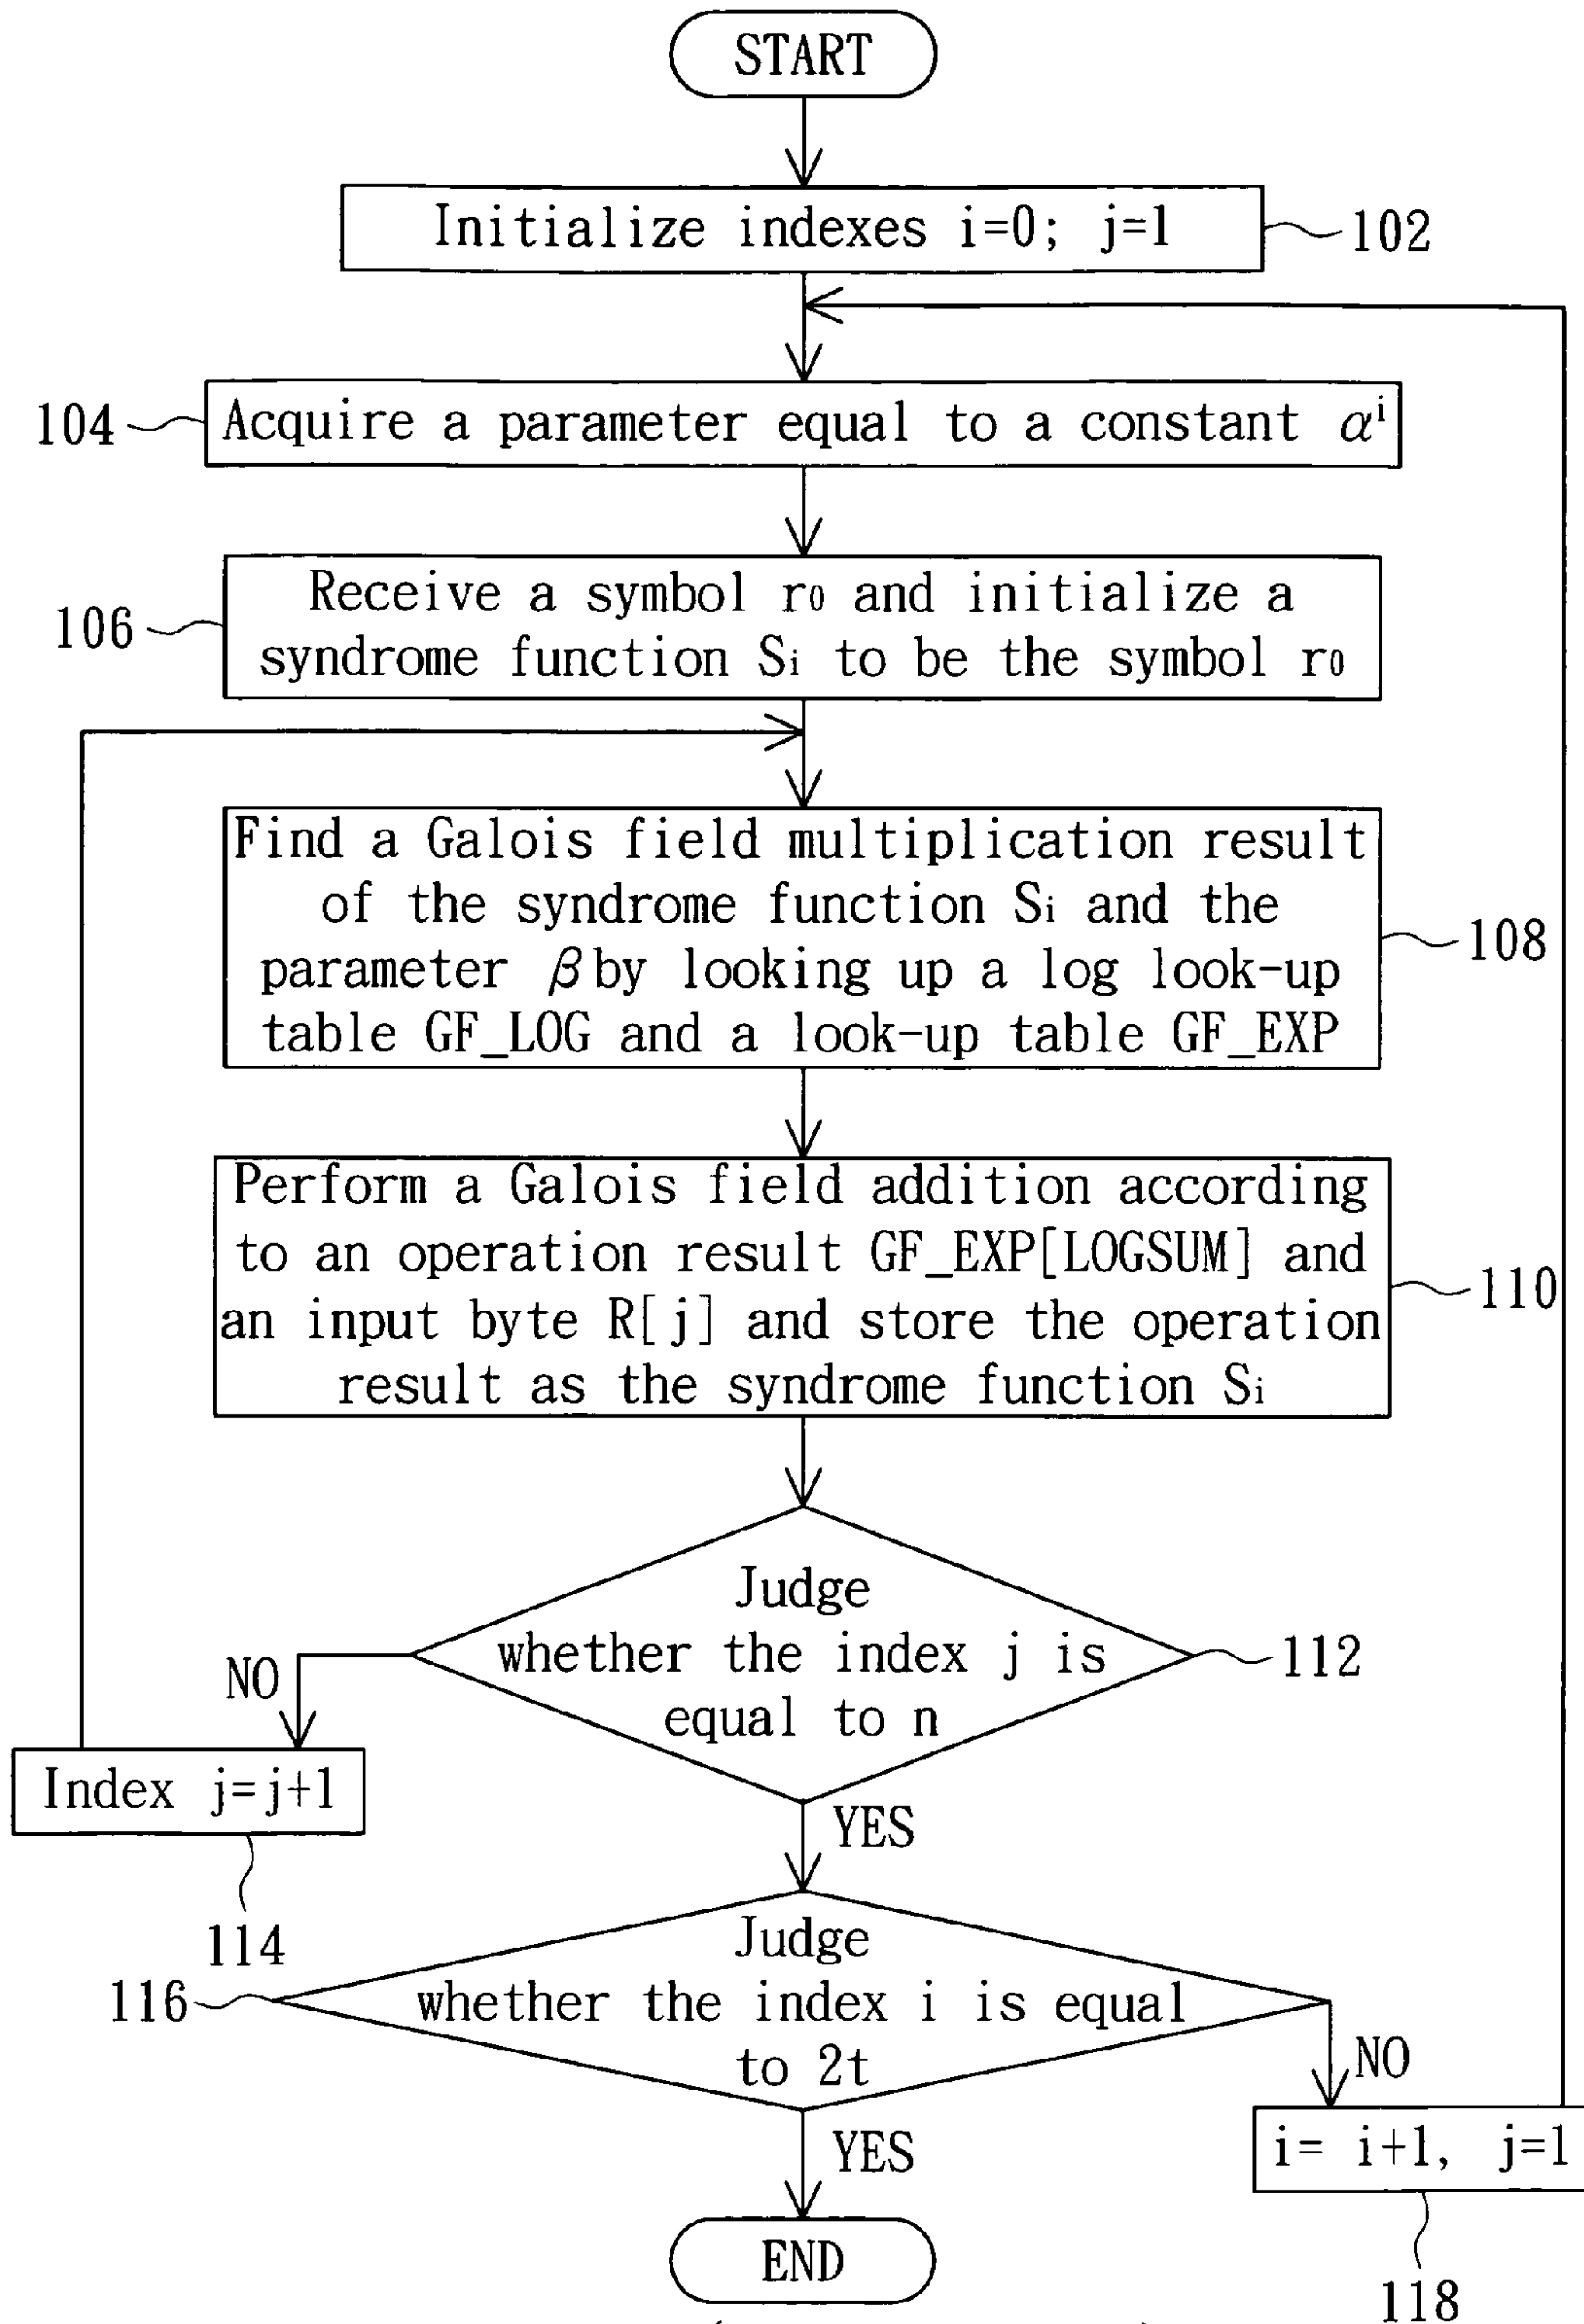 START
Initialize indexes i=0; j=1
102
104
Acquire a parameter equal to a constant αⁱ
106
Receive a symbol r₀ and initialize a
syndrome function Sᵢ to be the symbol r₀
Find a Galois field multiplication result
of the syndrome function Sᵢ and the
parameter β by looking up a log look-up
table GF_LOG and a look-up table GF_EXP
108
Perform a Galois field addition according
to an operation result GF_EXP[LOGSUM] and
an input byte R[j] and store the operation
result as the syndrome function Sᵢ
110
Judge
whether the index j is
equal to n
112
NO
Index j=j+1
114
YES
116
Judge
whether the index i is equal
to 2t
NO
i= i+1, j=1
118
YES
END